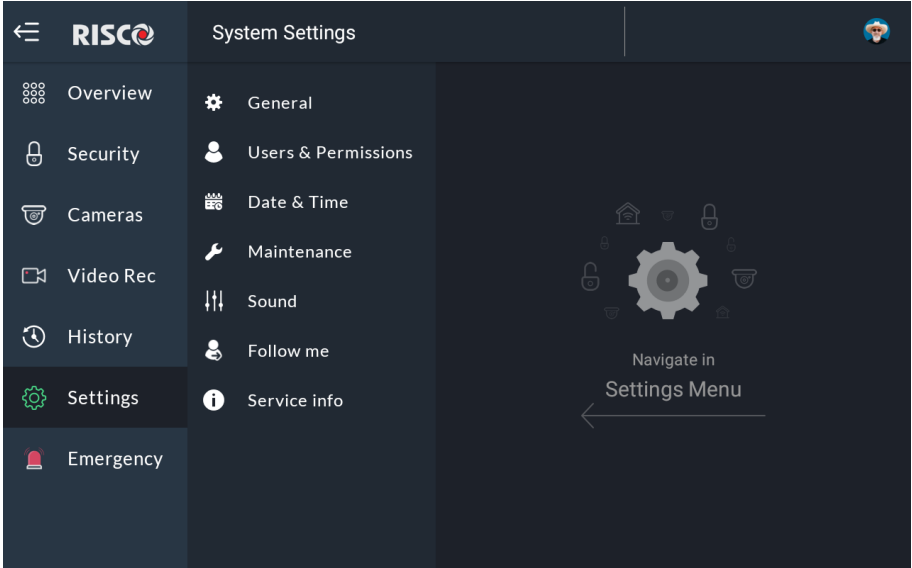 RISCO
System Settings
Overview
Security
Cameras
Video Rec
History
Settings
Emergency
General
Users & Permissions
Date & Time
Maintenance
Sound
Follow me
Service info
Navigate in
Settings Menu